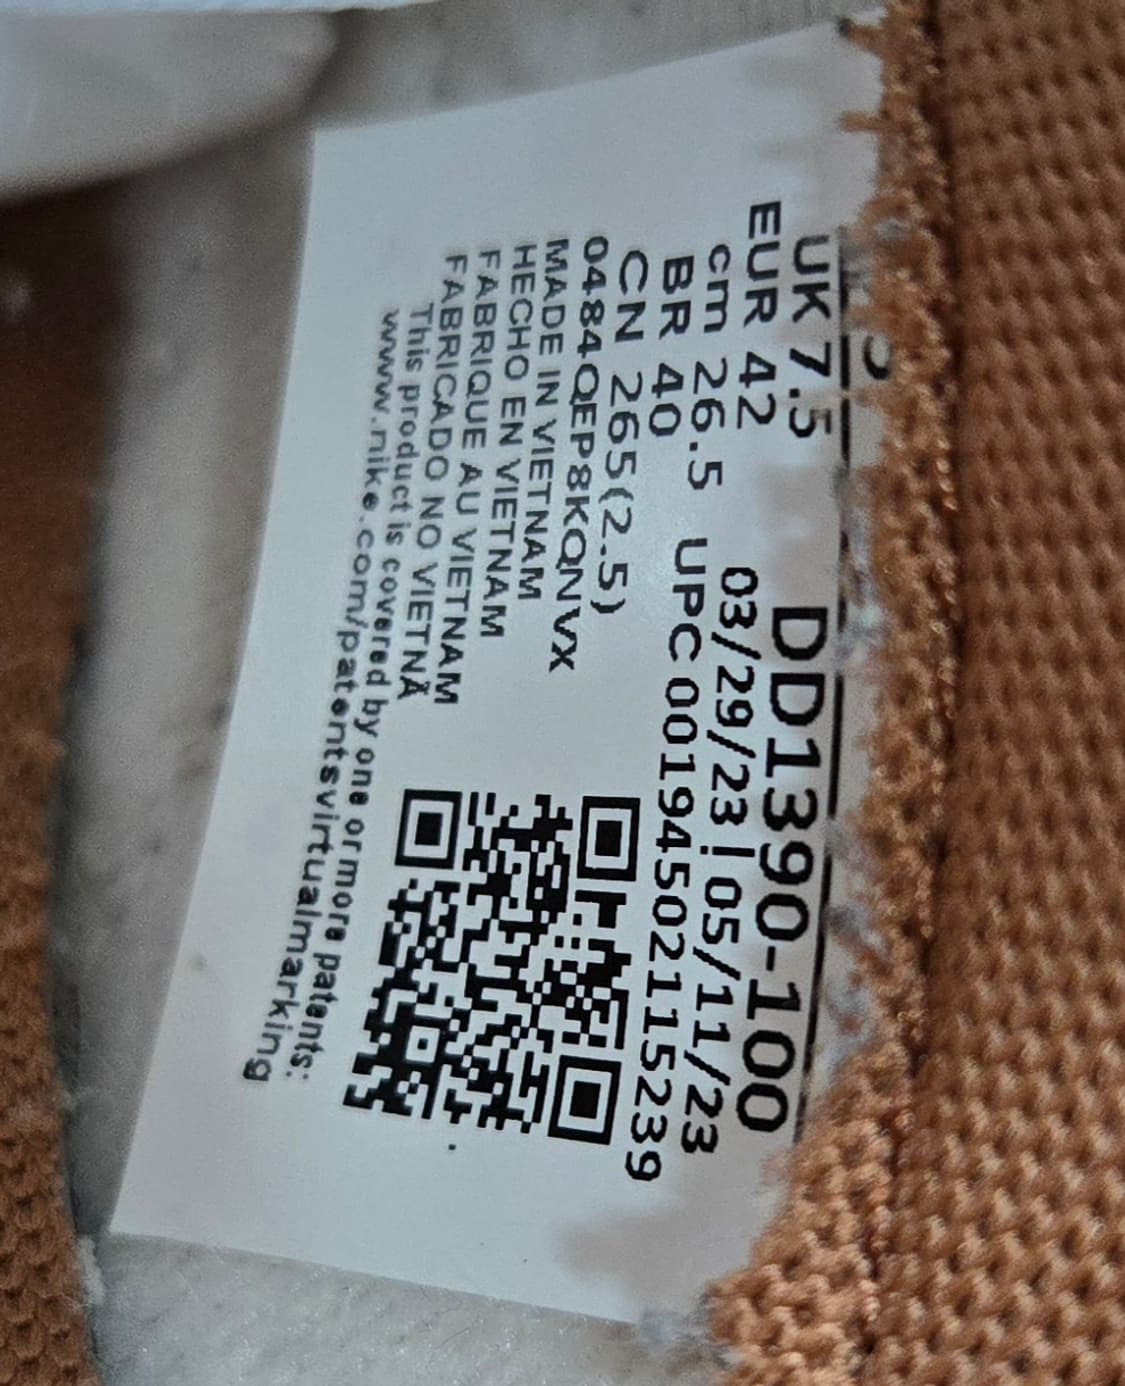 UK 7.5 DD1390-100
EUR 42 03/29/23 | 05/11/23
cm 26.5 UPC 00194502115239
BR 40
CN 265(2.5)
0484QEP8KQNVX
MADE IN VIETNAM
HECHO EN VIETNAM
FABRIQUE AU VIETNAM
FABRICADO NO VIETNÃ
This product is covered by one or more patents:
www.nike.com/patentsvirtualmarking